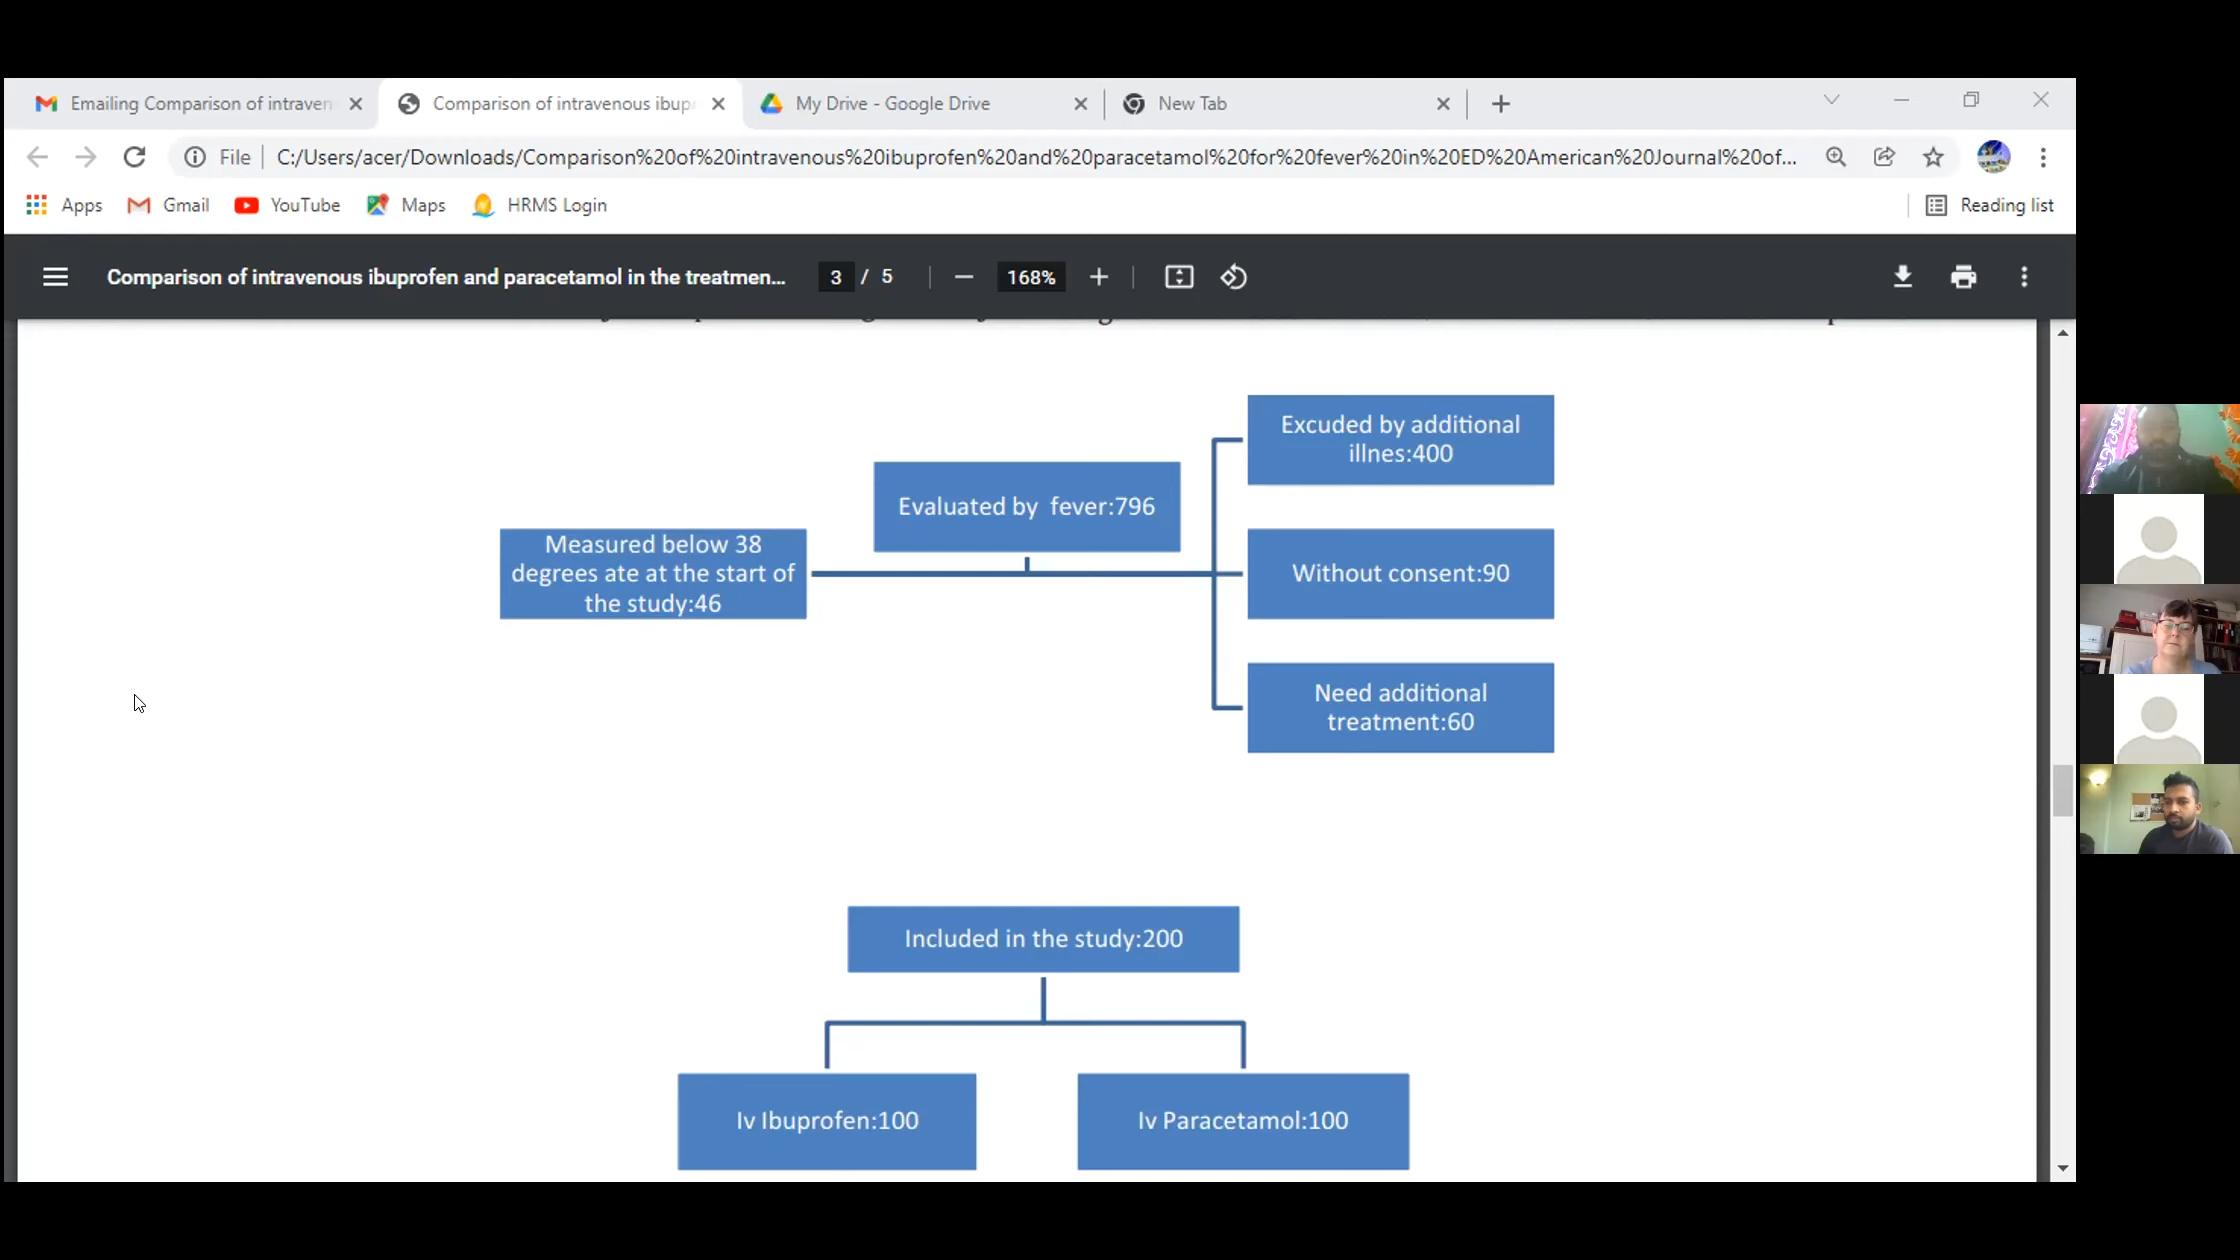 Emailing Comparison of intraven
Comparison of intravenous ibup
My Drive - Google Drive
New Tab
File
C:/Users/acer/Downloads/Comparison%20of%20intravenous%20ibuprofen%20and%20paracetamol%20for%20fever%20in%20ED%20American%20Journal%20of...
Apps
Gmail
YouTube
Maps
HRMS Login
Reading list
Comparison of intravenous ibuprofen and paracetamol in the treatmen...
3 / 5
168%
Excuded by additional
illnes:400
Evaluated by fever:796
Measured below 38
degrees ate at the start of
the study:46
Without consent:90
Need additional
treatment:60
Included in the study:200
Iv Ibuprofen:100
Iv Paracetamol:100